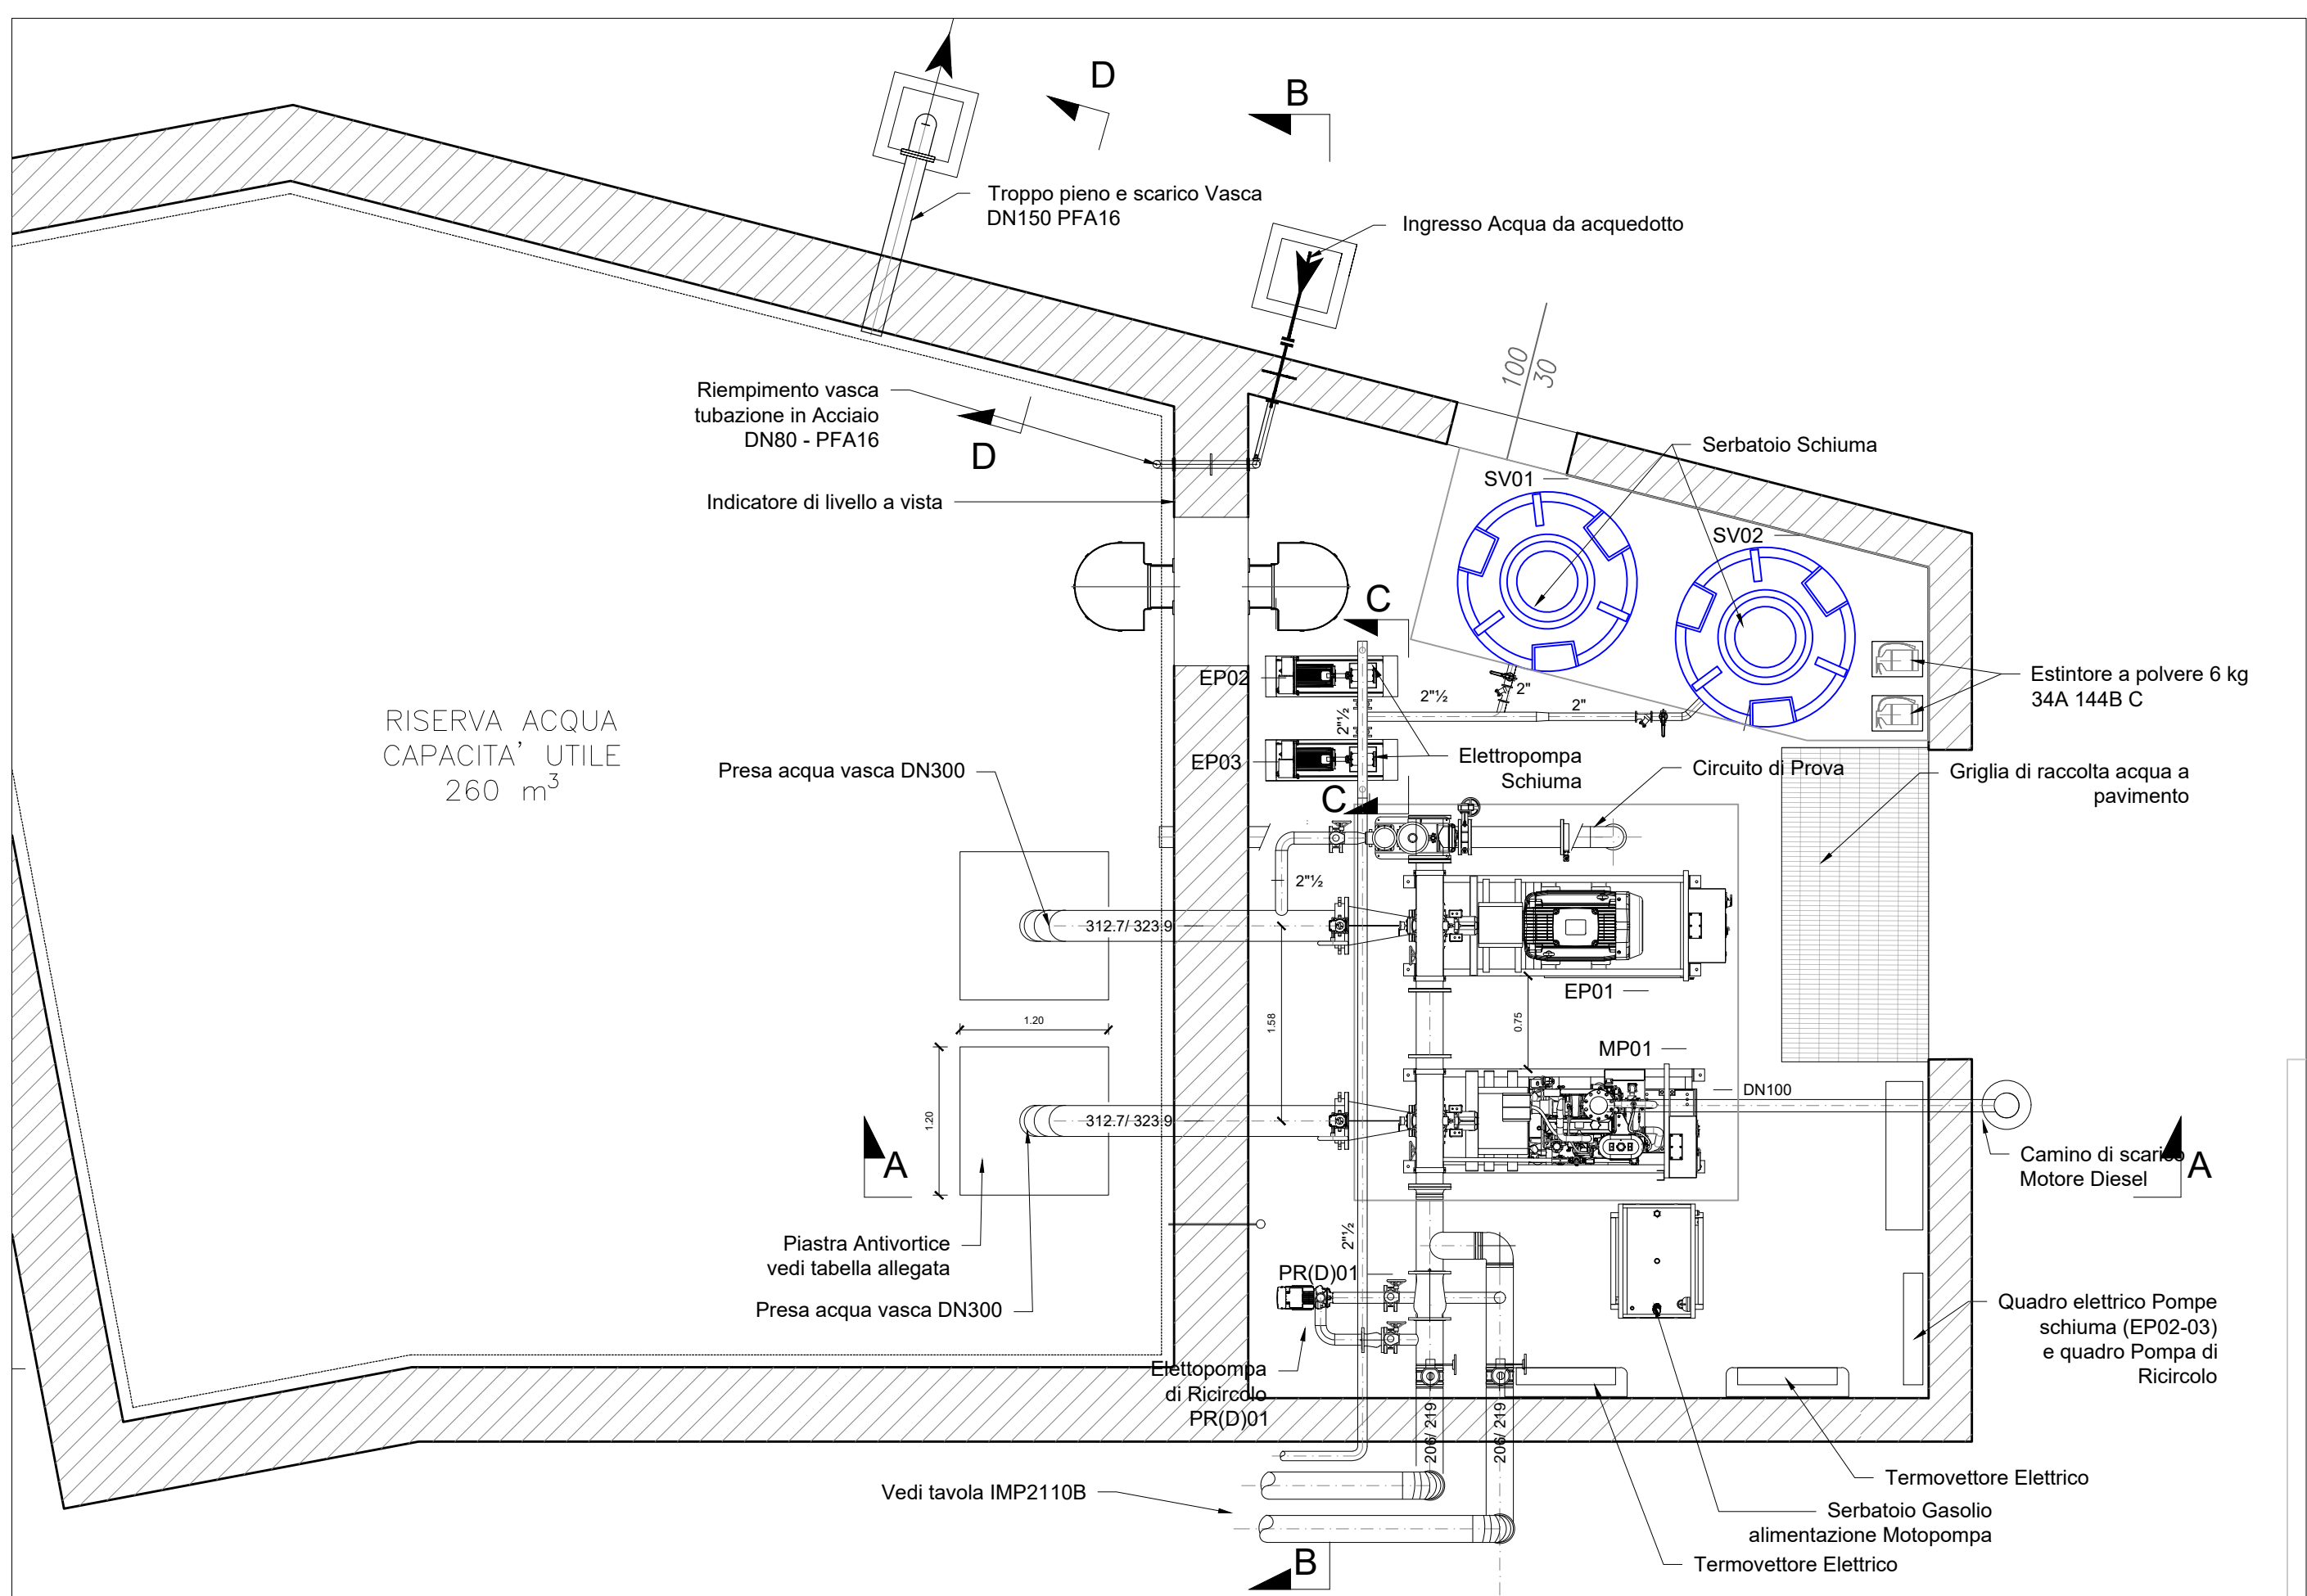 D
B
Troppo pieno e scarico Vasca
DN150 PFA16
Ingresso Acqua da acquedotto
100
30
Riempimento vasca
tubazione in Acciaio
DN80 - PFA16
D
Serbatoio Schiuma
SV01
Indicatore di livello a vista
SV02
C
EP02
2"
2"½
2"
2"½
Estintore a polvere 6 kg
34A 144B C
RISERVA ACQUA
CAPACITA' UTILE
260 m³
Presa acqua vasca DN300
EP03
Elettropompa
Schiuma
Circuito di Prova
Griglia di raccolta acqua a
pavimento
C
2"½
312.7/ 323.9
EP01
1.20
1.58
0.75
MP01
DN100
1.20
312.7/ 323.9
A
Camino di scarico
Motore Diesel
A
Piastra Antivortice
vedi tabella allegata
2"½
PR(D)01
Presa acqua vasca DN300
Quadro elettrico Pompe
schiuma (EP02-03)
e quadro Pompa di
Ricircolo
Elettopompa
di Ricircolo
PR(D)01
206/ 219
206/ 219
Vedi tavola IMP2110B
Termovettore Elettrico
Serbatoio Gasolio
alimentazione Motopompa
Termovettore Elettrico
B